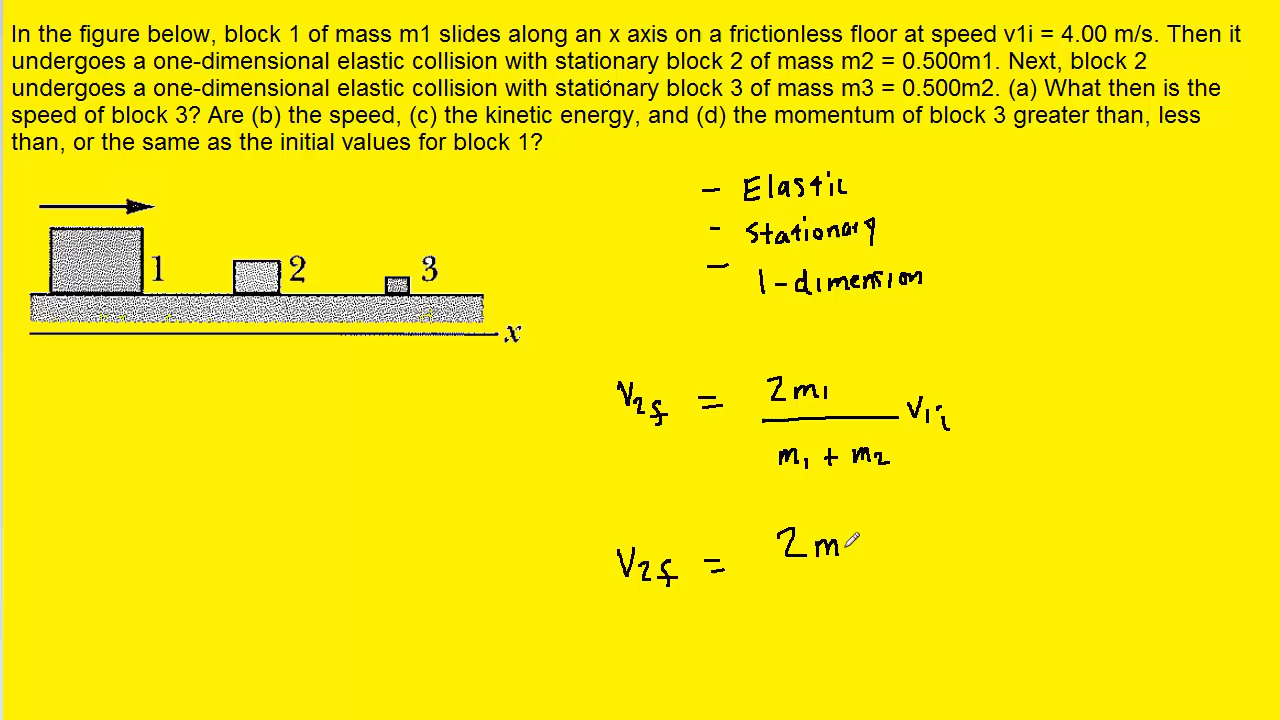 In the figure below, block 1 of mass m1 slides along an x axis on a frictionless floor at speed v1i = 4.00 m/s. Then it
undergoes a one-dimensional elastic collision with stationary block 2 of mass m2 = 0.500m1. Next, block 2
undergoes a one-dimensional elastic collision with stationary block 3 of mass m3 = 0.500m2. (a) What then is the
speed of block 3? Are (b) the speed, (c) the kinetic energy, and (d) the momentum of block 3 greater than, less
than, or the same as the initial values for block 1?
- Elastic
- Stationary
- 1-dimension
1 2 3
x
V2f = 2m1 / m1 + m2 V1i
V2f = 2m